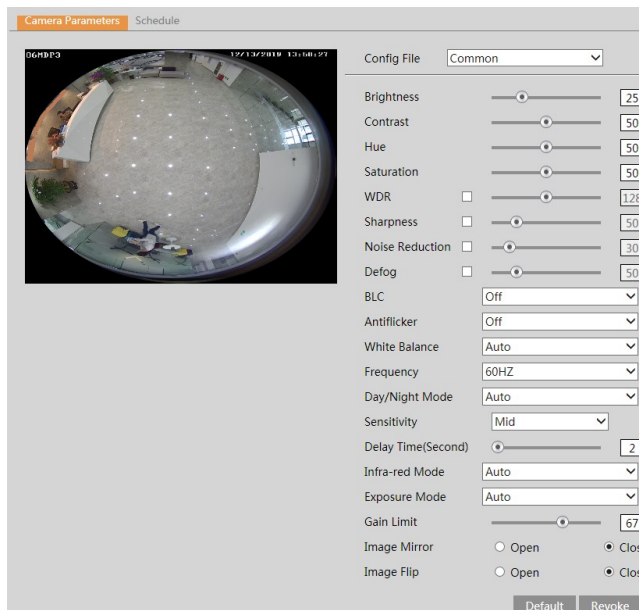 Camera Parameters Schedule
06MDP3 12/13/2019 13:50:27
Config File Common
Brightness 25
Contrast 50
Hue 50
Saturation 50
WDR 128
Sharpness 50
Noise Reduction 30
Defog 50
BLC Off
Antiflicker Off
White Balance Auto
Frequency 60HZ
Day/Night Mode Auto
Sensitivity Mid
Delay Time(Second) 2
Infra-red Mode Auto
Exposure Mode Auto
Gain Limit 67
Image Mirror Open Clos
Image Flip Open Clos
Default Revoke